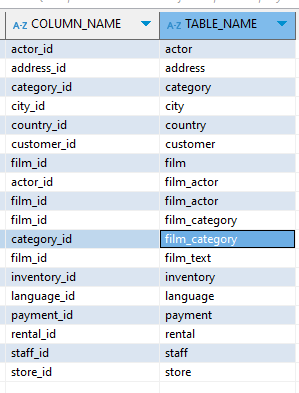 A-Z COLUMN_NAME A-Z TABLE_NAME
actor_id actor
address_id address
category_id category
city_id city
country_id country
customer_id customer
film_id film
actor_id film_actor
film_id film_actor
film_id film_category
category_id film_category
film_id film_text
inventory_id inventory
language_id language
payment_id payment
rental_id rental
staff_id staff
store_id store